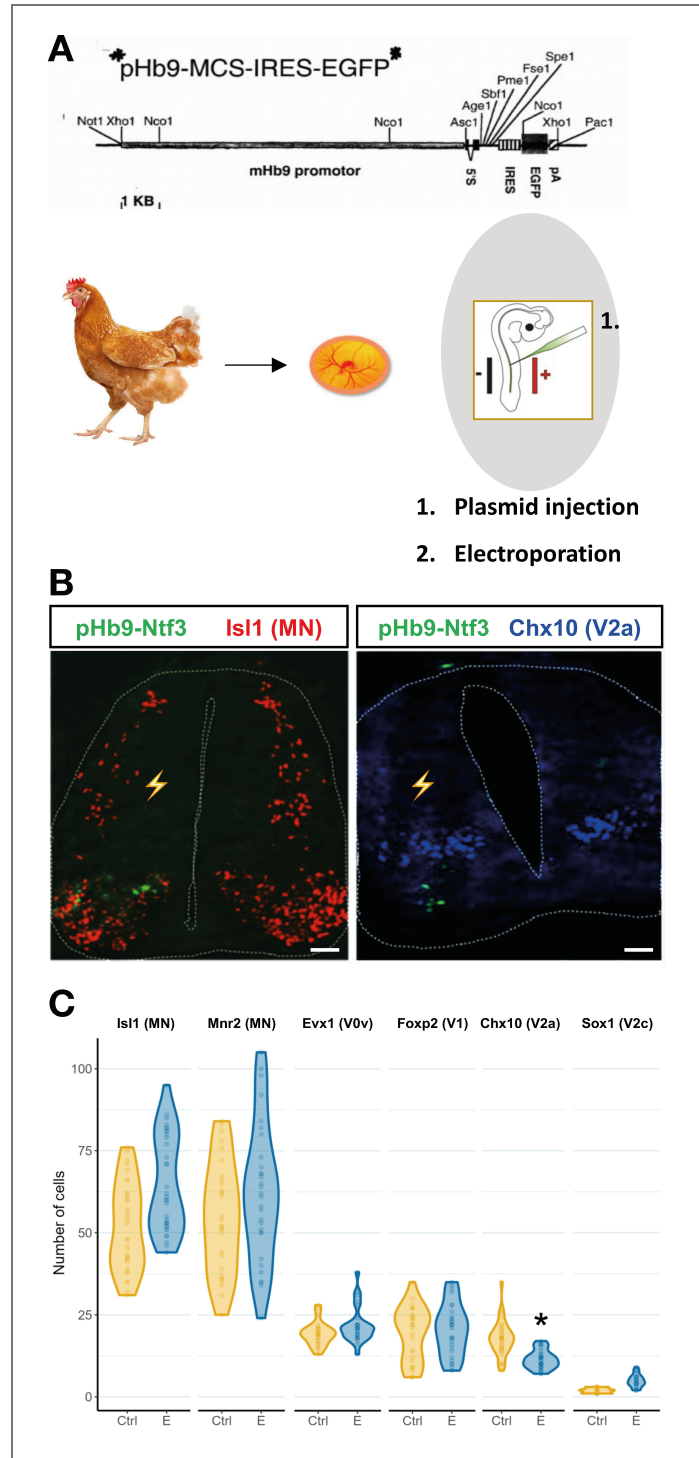 A
*pHb9-MCS-IRES-EGFP*
Spe1
Fse1
Pme1
Sbf1
Age1
Not1 Xho1 Nco1 Nco1 Asc1 Nco1 Xho1 Pac1
mHb9 promotor 5'S IRES EGFP pA
1 KB
1.
- +
1. Plasmid injection
2. Electroporation
B
pHb9-Ntf3 Isl1 (MN) pHb9-Ntf3 Chx10 (V2a)
C
Isl1 (MN) Mnr2 (MN) Evx1 (V0v) Foxp2 (V1) Chx10 (V2a) Sox1 (V2c)
100
75
50
25
0
Number of cells
*
Ctrl E Ctrl E Ctrl E Ctrl E Ctrl E Ctrl E